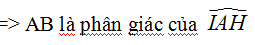 => AB là phân giác của $\widehat{IAH}$